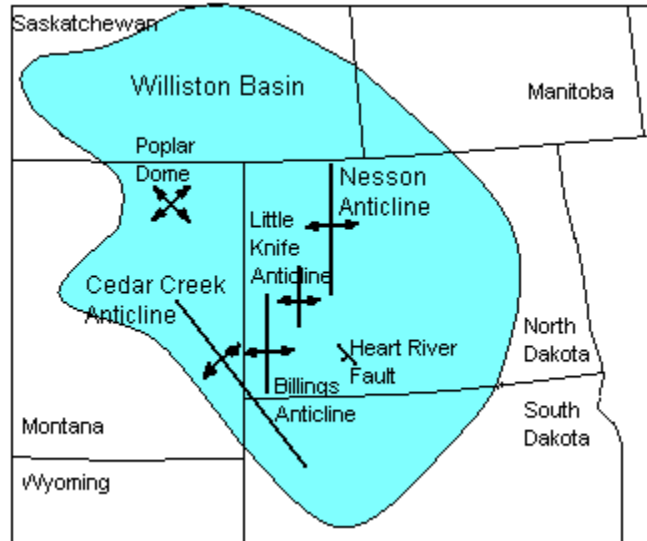 Saskatchewan
Williston Basin
Manitoba
Poplar
Dome
Nesson
Anticline
Little
Knife
Anticline
Cedar Creek
Anticline
North
Dakota
Heart River
Fault
Billings
Anticline
South
Dakota
Montana
Wyoming